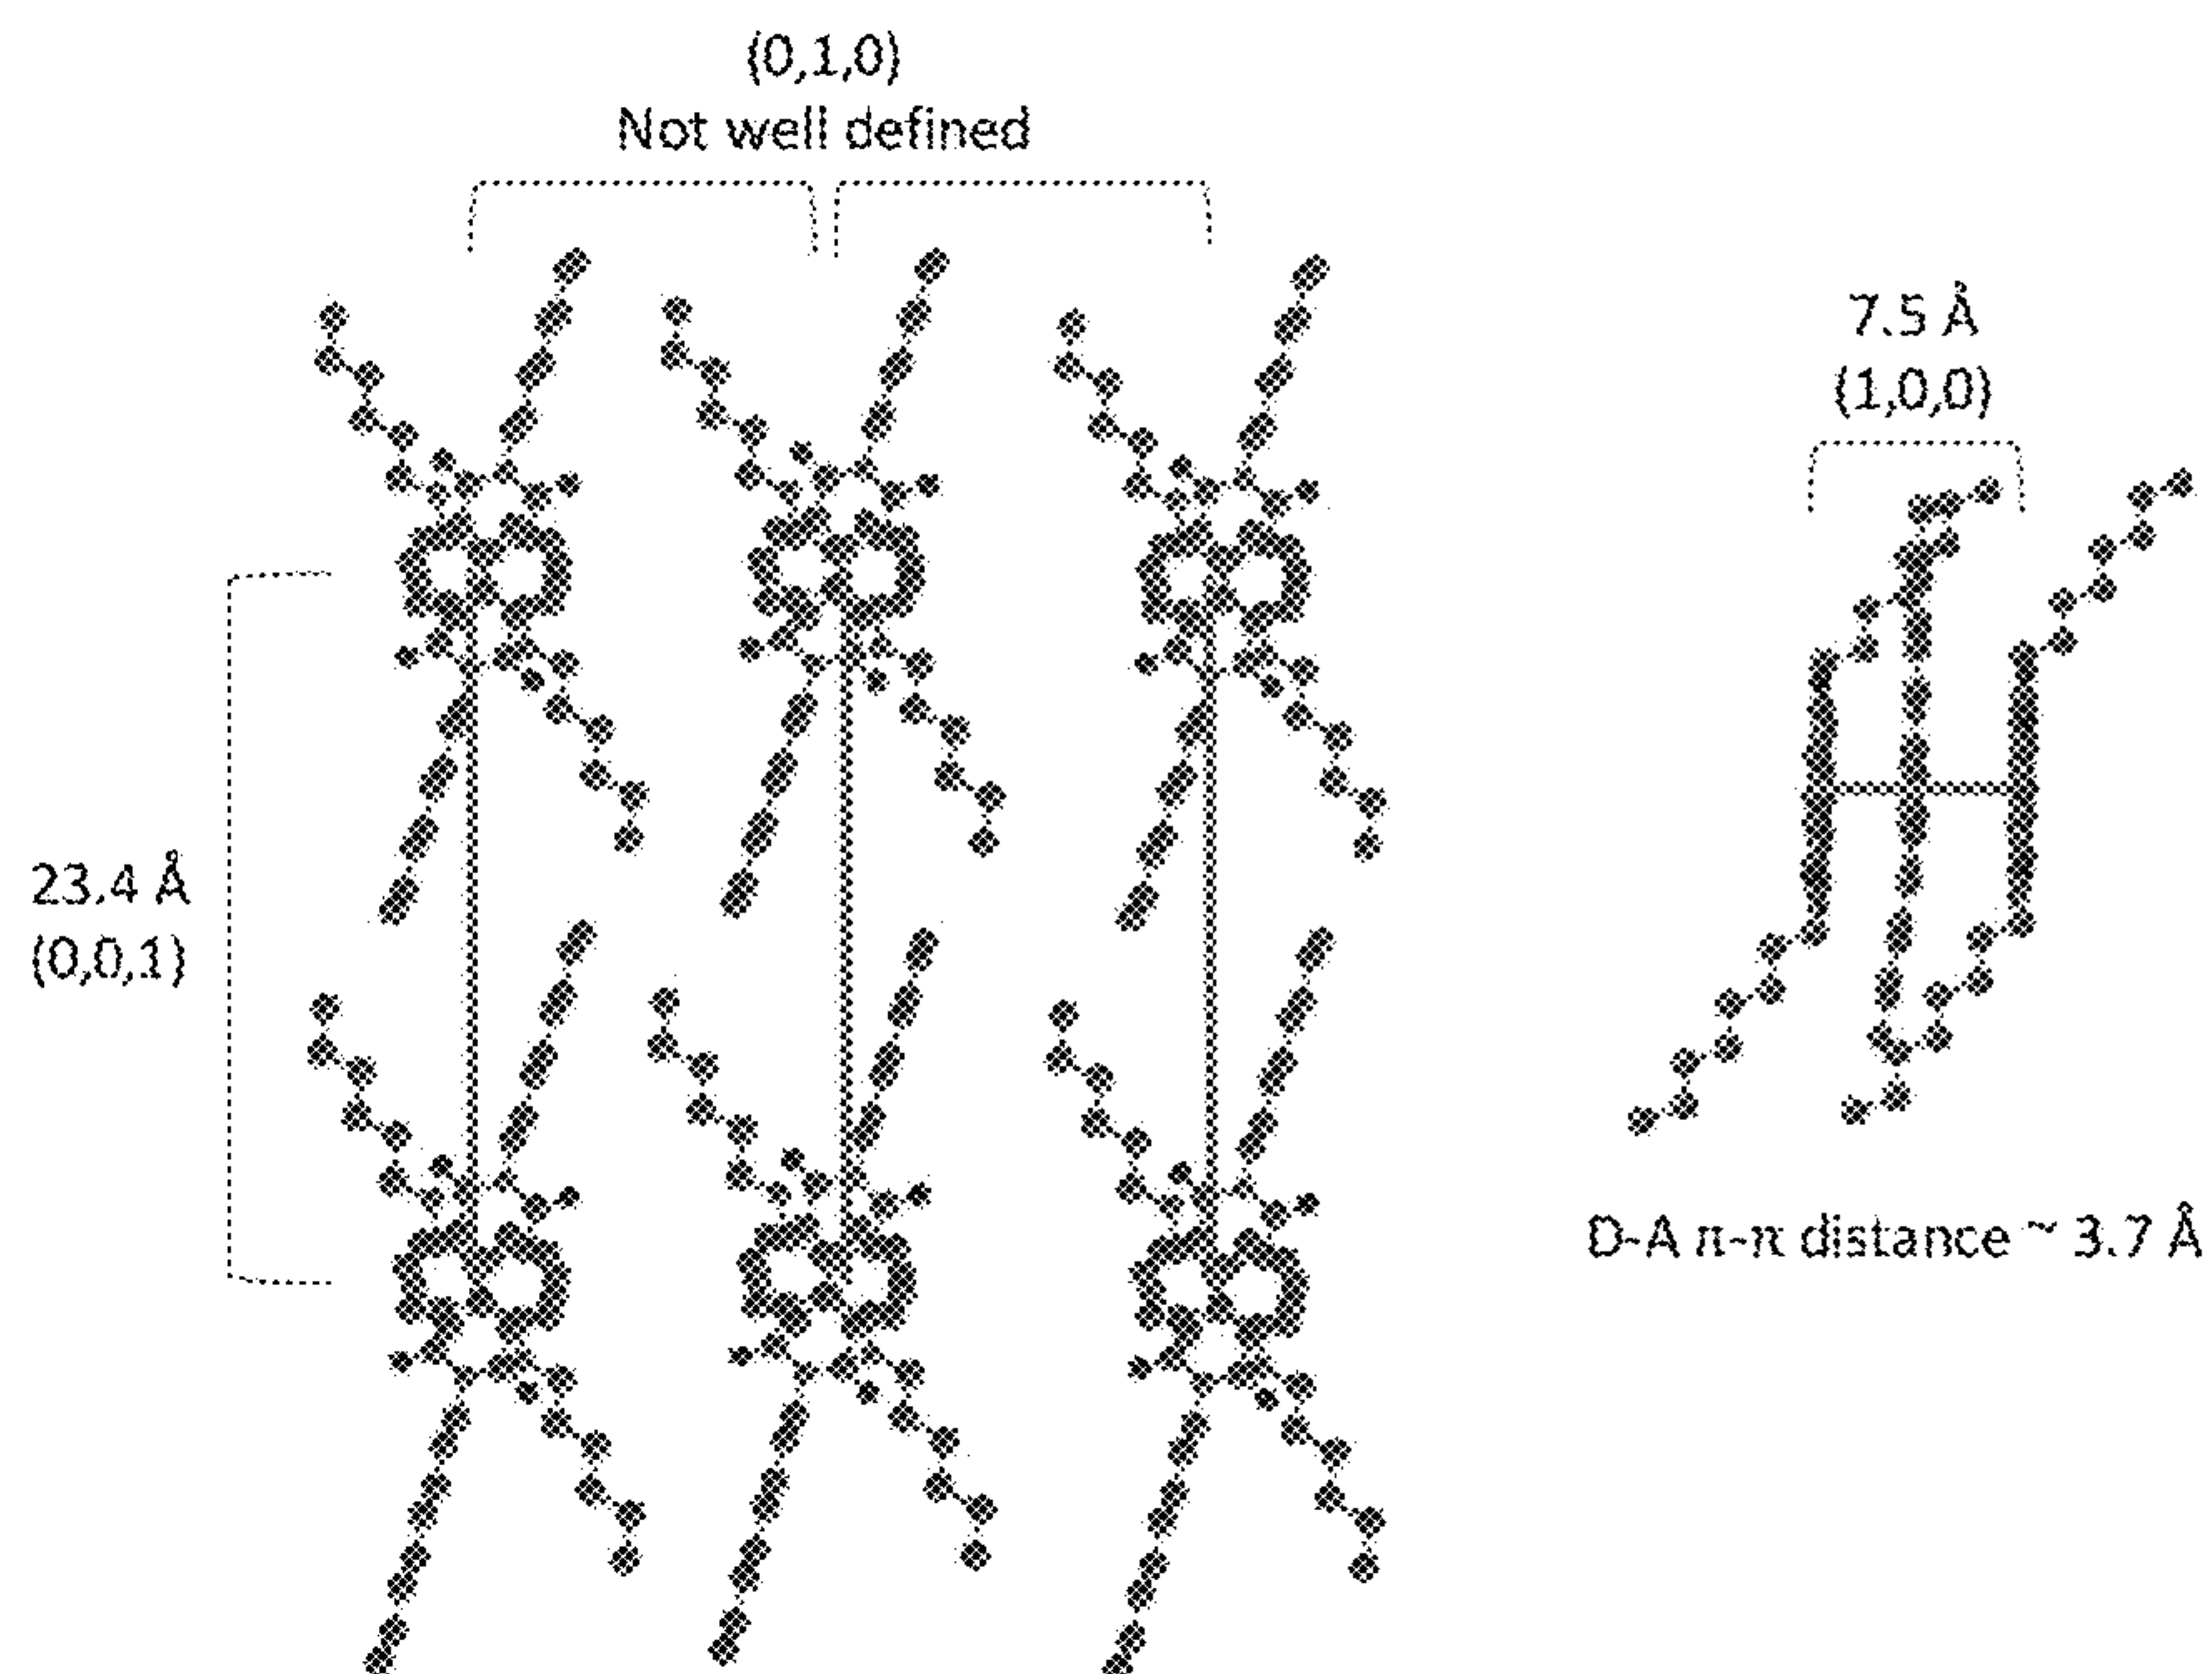 (0,1,0)
Not well defined
7.5 Å
(1,0,0)
23.4 Å
(0,0,1)
D-A π-π distance ~ 3.7 Å